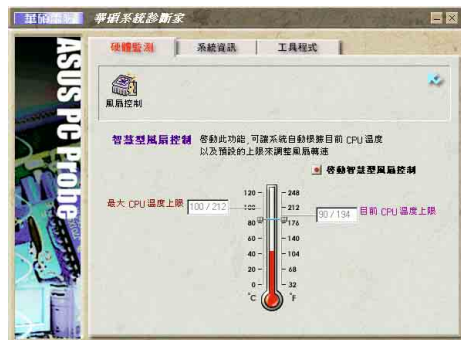 華碩電腦
華碩系統診斷家
硬體監測 系統資訊 工具程式
ASUS PC Probe
風扇控制
智慧型風扇控制 啓動此功能,可讓系統自動根據目前 CPU 溫度
以及預設的上限來調整風扇轉速
啓動智慧型風扇控制
最大 CPU 溫度上限 100 / 212
90 / 194 目前 CPU 溫度上限
120 248
100 212
80 176
60 140
40 104
20 68
0 32
°C °F